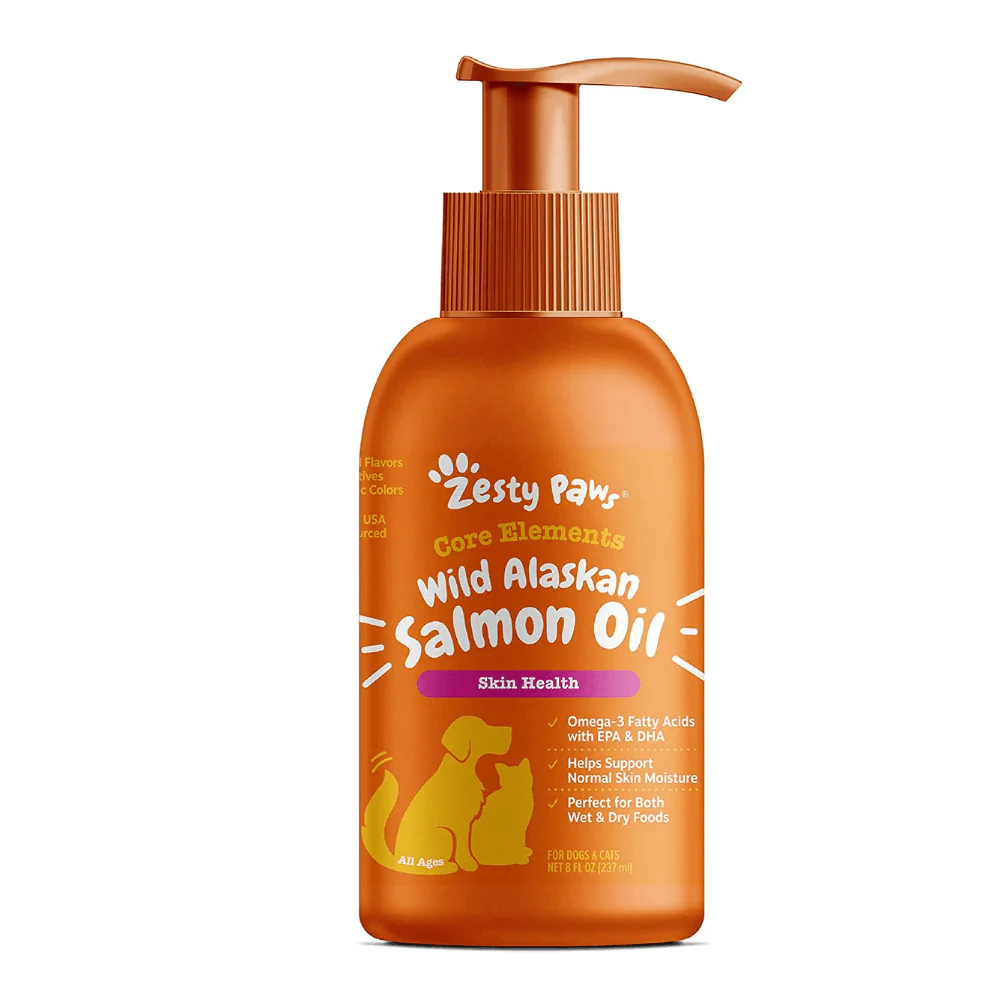 Flavors
Colors
USA
Zesty Paws®
Core Elements
Wild Alaskan
Salmon Oil
Skin Health
Omega-3 Fatty Acids
with EPA & DHA
Helps Support
Normal Skin Moisture
Perfect for Both
Wet & Dry Foods
All Ages
FOR DOGS & CATS
NET 8 FL OZ (237 ml)